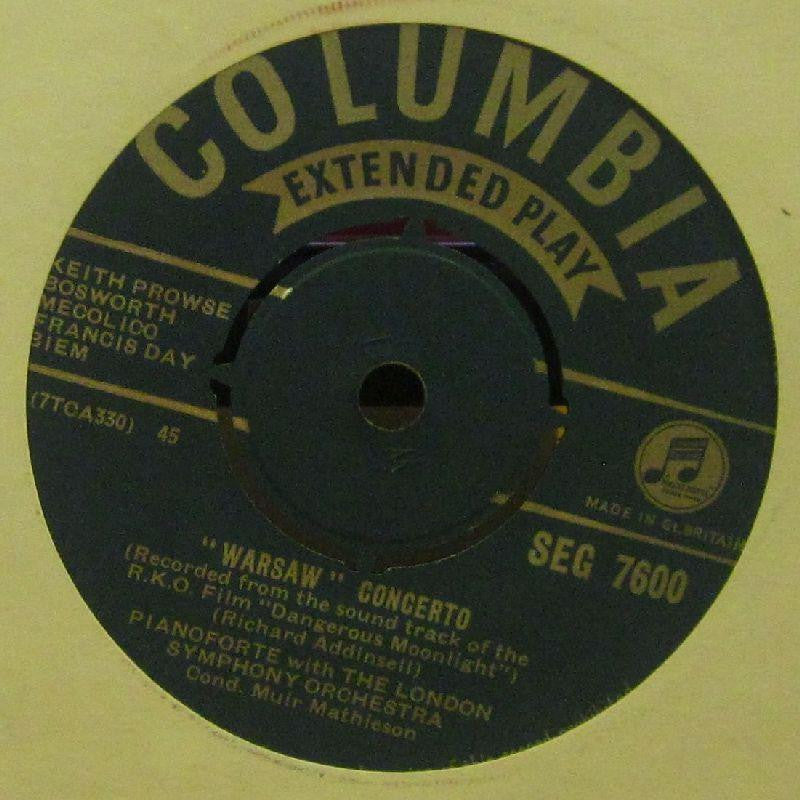 COLUMBIA
EXTENDED PLAY
KEITH PROWSE
BOSWORTH
MECOLICO
FRANCIS DAY
BIEM
(7TCA330) 45
MADE IN GT. BRITAIN
SEG 7600
"WARSAW" CONCERTO
(Recorded from the sound track of the
R.K.O. Film "Dangerous Moonlight")
(Richard Addinsell)
PIANOFORTE with THE LONDON
SYMPHONY ORCHESTRA
Cond. Muir Mathieson